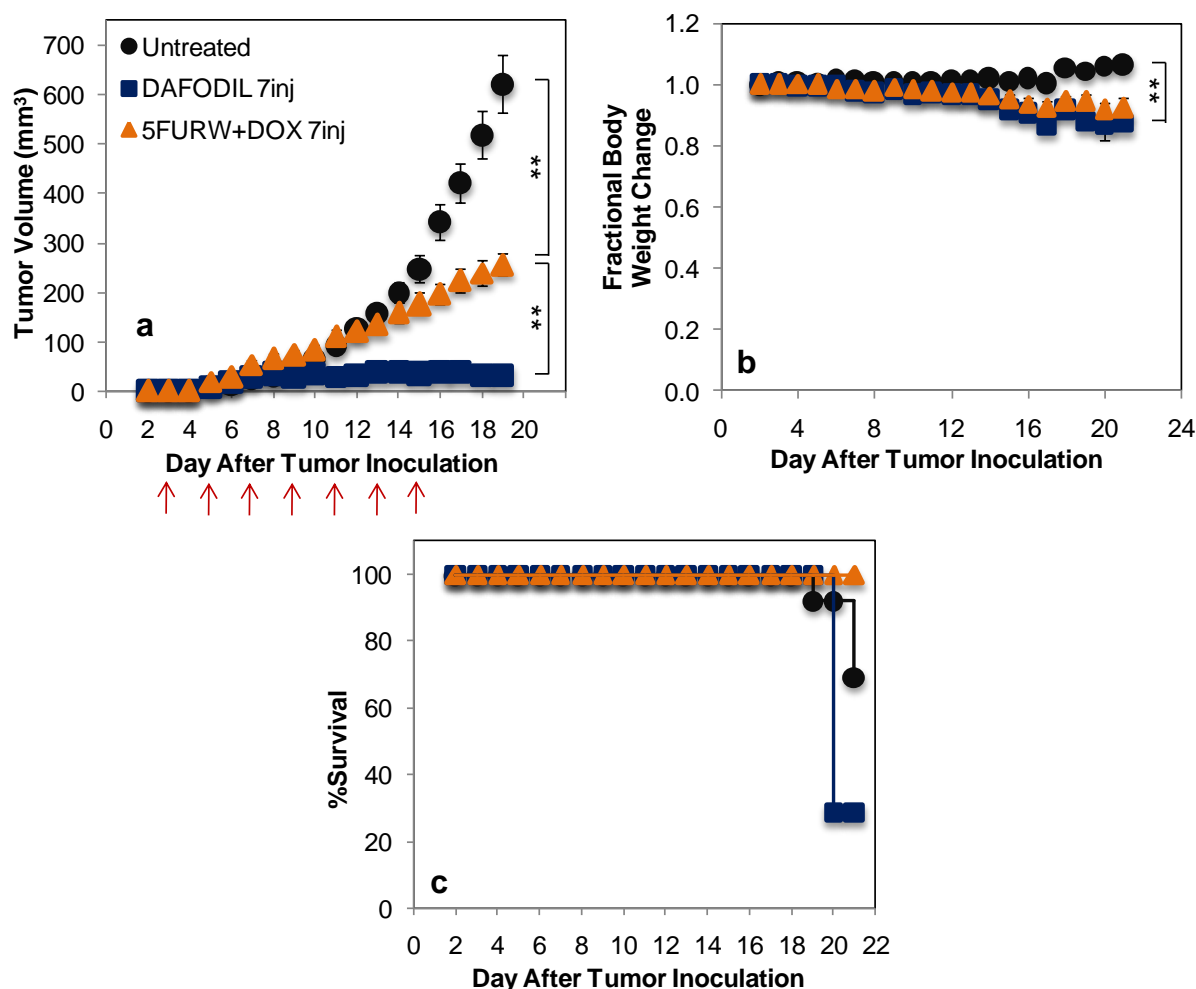 Tumor Volume (mm³)
700
600
500
400
300
200
100
0
Untreated
DAFODIL 7inj
5FURW+DOX 7inj
**
**
a
0 2 4 6 8 10 12 14 16 18 20
Day After Tumor Inoculation
Fractional Body
Weight Change
1.2
1.0
0.8
0.6
0.4
0.2
0.0
**
b
0 4 8 12 16 20 24
Day After Tumor Inoculation
%Survival
100
80
60
40
20
0
c
0 2 4 6 8 10 12 14 16 18 20 22
Day After Tumor Inoculation